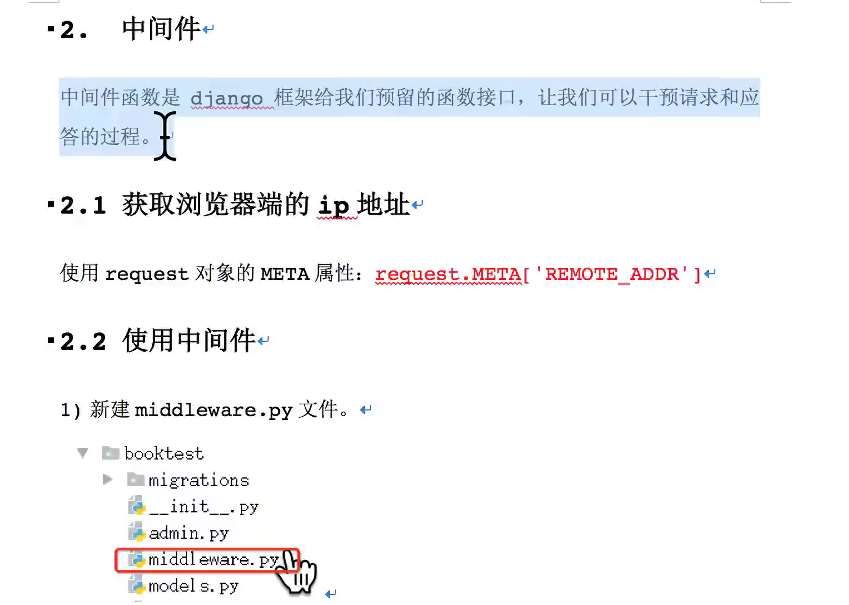 2. 中间件
中间件函数是 django 框架给我们预留的函数接口，让我们可以干预请求和应
答的过程。
2.1 获取浏览器端的 ip 地址
使用 request 对象的 META 属性：request.META['REMOTE_ADDR']
2.2 使用中间件
1) 新建 middleware.py 文件。
booktest
migrations
__init__.py
admin.py
middleware.py
models.py